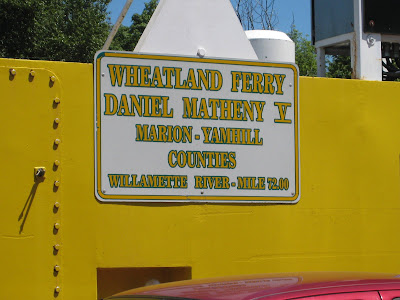 WHEATLAND FERRY
DANIEL MATHENY V
MARION - YAMHILL
COUNTIES
WILLAMETTE RIVER - MILE 72.00